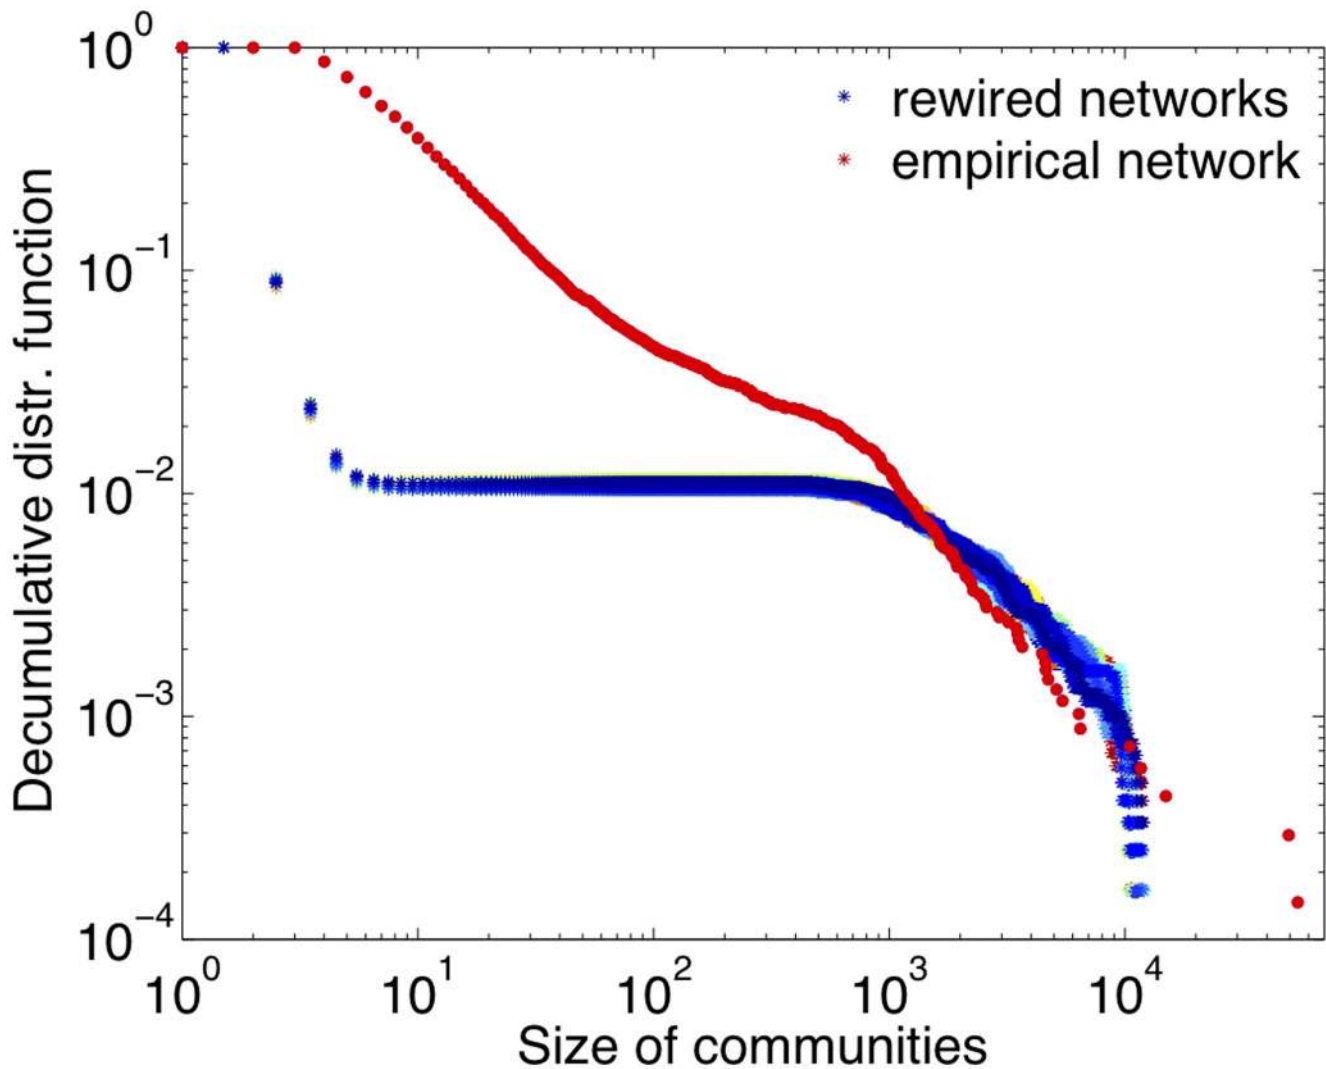 10^0
10^-1
10^-2
10^-3
10^-4
Decumulative distr. function
rewired networks
empirical network
10^0 10^1 10^2 10^3 10^4
Size of communities